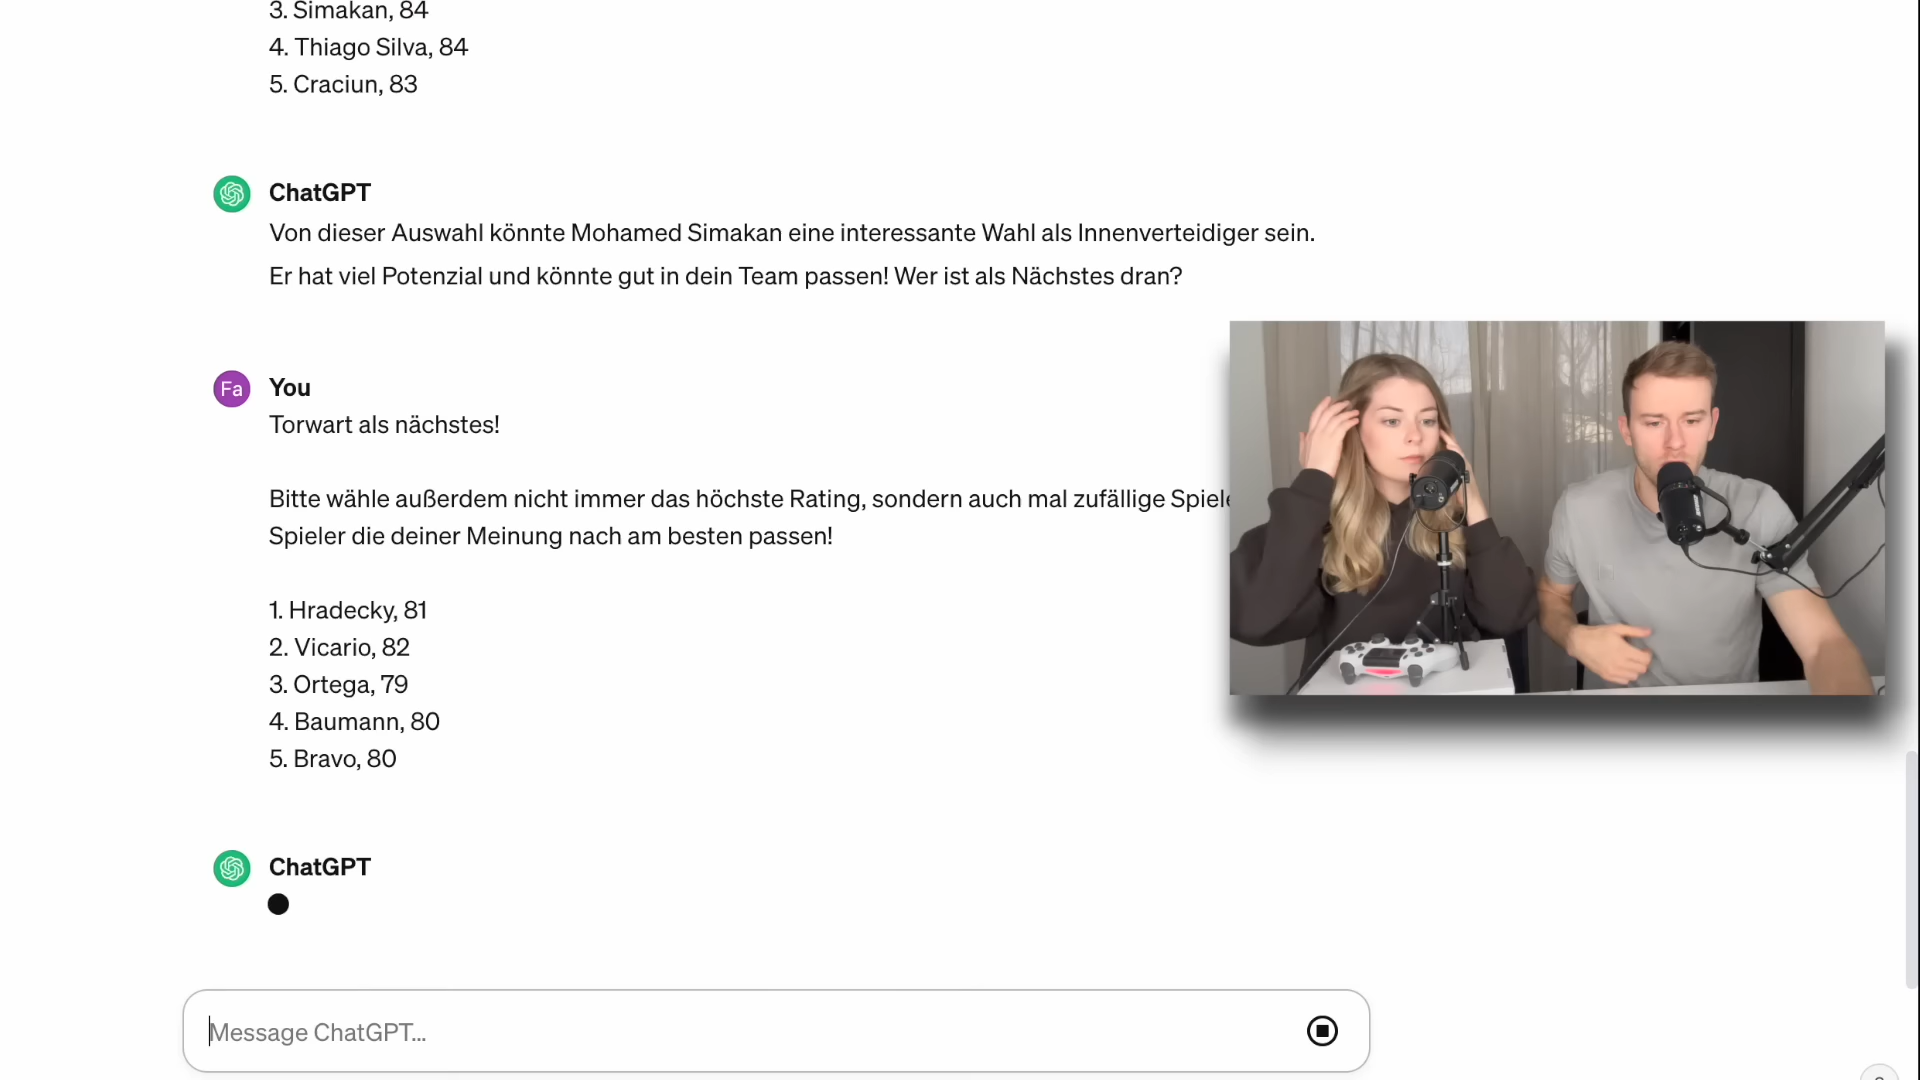 3. Simakan, 84
4. Thiago Silva, 84
5. Craciun, 83
ChatGPT
Von dieser Auswahl könnte Mohamed Simakan eine interessante Wahl als Innenverteidiger sein.
Er hat viel Potenzial und könnte gut in dein Team passen! Wer ist als Nächstes dran?
Fa
You
Torwart als nächstes!
Bitte wähle außerdem nicht immer das höchste Rating, sondern auch mal zufällige
Spieler die deiner Meinung nach am besten passen!
1. Hradecky, 81
2. Vicario, 82
3. Ortega, 79
4. Baumann, 80
5. Bravo, 80
ChatGPT
Message ChatGPT...